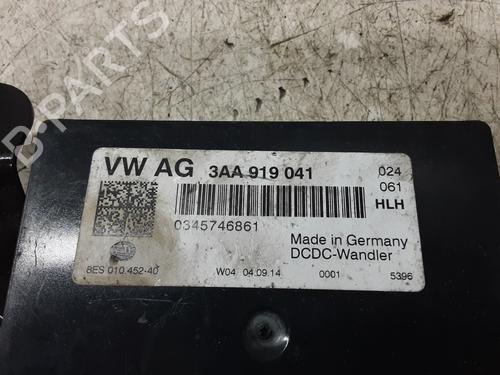 B-PARTS
VW AG 3AA 919 041 024
061
HLH
0345746861
Made in Germany
DCDC-Wandler
8ES 010.452-40 W04 04.09.14 0001 5396